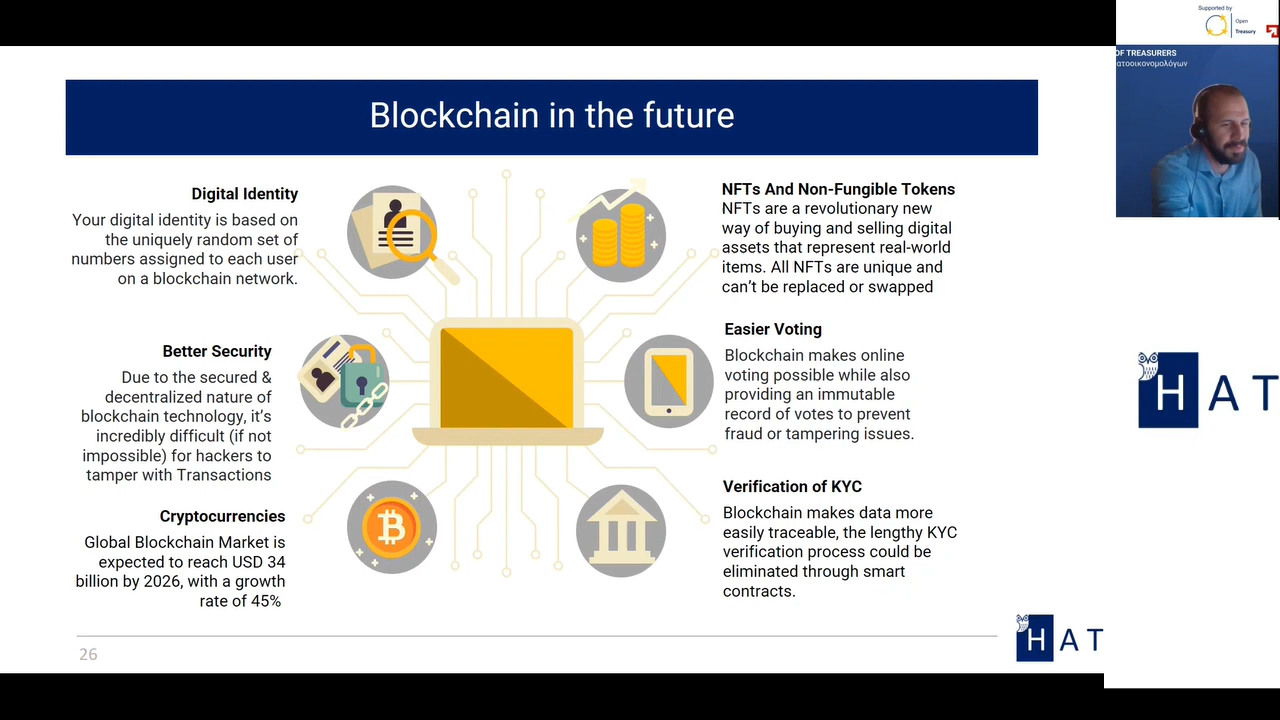 Supported by
Open
Treasury
OF TREASURERS
ατοοικονομολόγων
Blockchain in the future
Digital Identity
Your digital identity is based on
the uniquely random set of
numbers assigned to each user
on a blockchain network.
Better Security
Due to the secured &
decentralized nature of
blockchain technology, it's
incredibly difficult (if not
impossible) for hackers to
tamper with Transactions
Cryptocurrencies
Global Blockchain Market is
expected to reach USD 34
billion by 2026, with a growth
rate of 45%
NFTs And Non-Fungible Tokens
NFTs are a revolutionary new
way of buying and selling digital
assets that represent real-world
items. All NFTs are unique and
can't be replaced or swapped
Easier Voting
Blockchain makes online
voting possible while also
providing an immutable
record of votes to prevent
fraud or tampering issues.
Verification of KYC
Blockchain makes data more
easily traceable, the lengthy KYC
verification process could be
eliminated through smart
contracts.
26
HAT
HAT